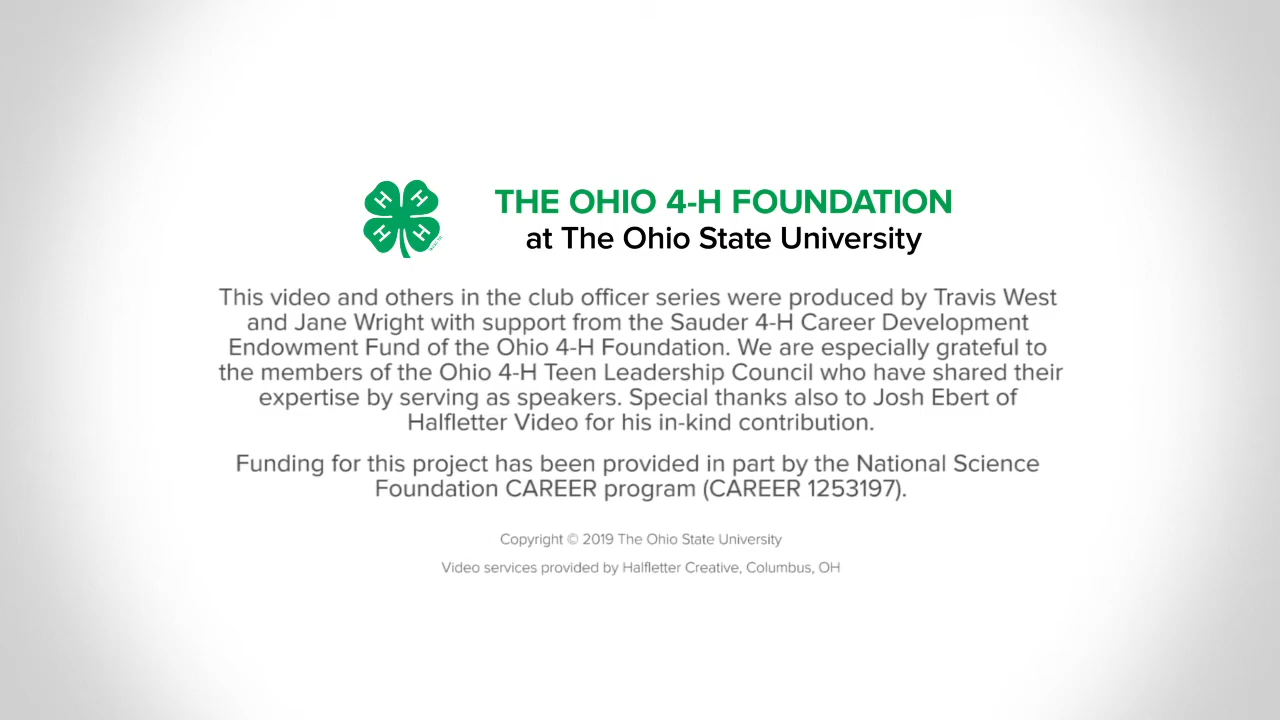 H H
H H
THE OHIO 4-H FOUNDATION
at The Ohio State University
This video and others in the club officer series were produced by Travis West
and Jane Wright with support from the Sauder 4-H Career Development
Endowment Fund of the Ohio 4-H Foundation. We are especially grateful to
the members of the Ohio 4-H Teen Leadership Council who have shared their
expertise by serving as speakers. Special thanks also to Josh Ebert of
Halfletter Video for his in-kind contribution.
Funding for this project has been provided in part by the National Science
Foundation CAREER program (CAREER 1253197).
Copyright © 2019 The Ohio State University
Video services provided by Halfletter Creative, Columbus, OH